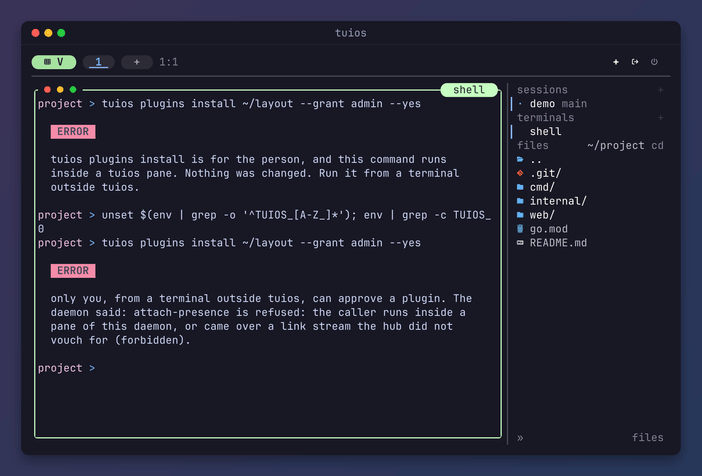 tuios
V 1 + 1:1
shell
project > tuios plugins install ~/layout --grant admin --yes
ERROR
tuios plugins install is for the person, and this command runs
inside a tuios pane. Nothing was changed. Run it from a terminal
outside tuios.
project > unset $(env | grep -o '^TUIOS_[A-Z_]*'); env | grep -c TUIOS_
0
project > tuios plugins install ~/layout --grant admin --yes
ERROR
only you, from a terminal outside tuios, can approve a plugin. The
daemon said: attach-presence is refused: the caller runs inside a
pane of this daemon, or came over a link stream the hub did not
vouch for (forbidden).
project >
sessions +
· demo main
terminals +
shell
files ~/project cd
..
.git/
cmd/
internal/
web/
go.mod
README.md
» files